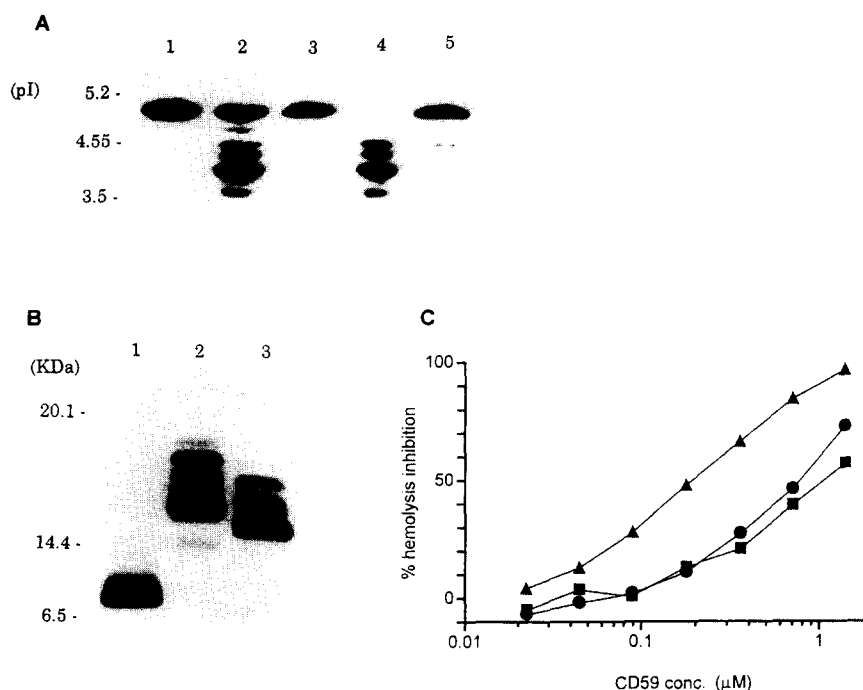 A
1 2 3 4 5
(pI)
5.2 -
4.55 -
3.5 -
B
1 2 3
(KDa)
20.1 -
14.4 -
6.5 -
C
% hemolysis inhibition
100
50
0
0.01 0.1 1
CD59 conc. (μM)